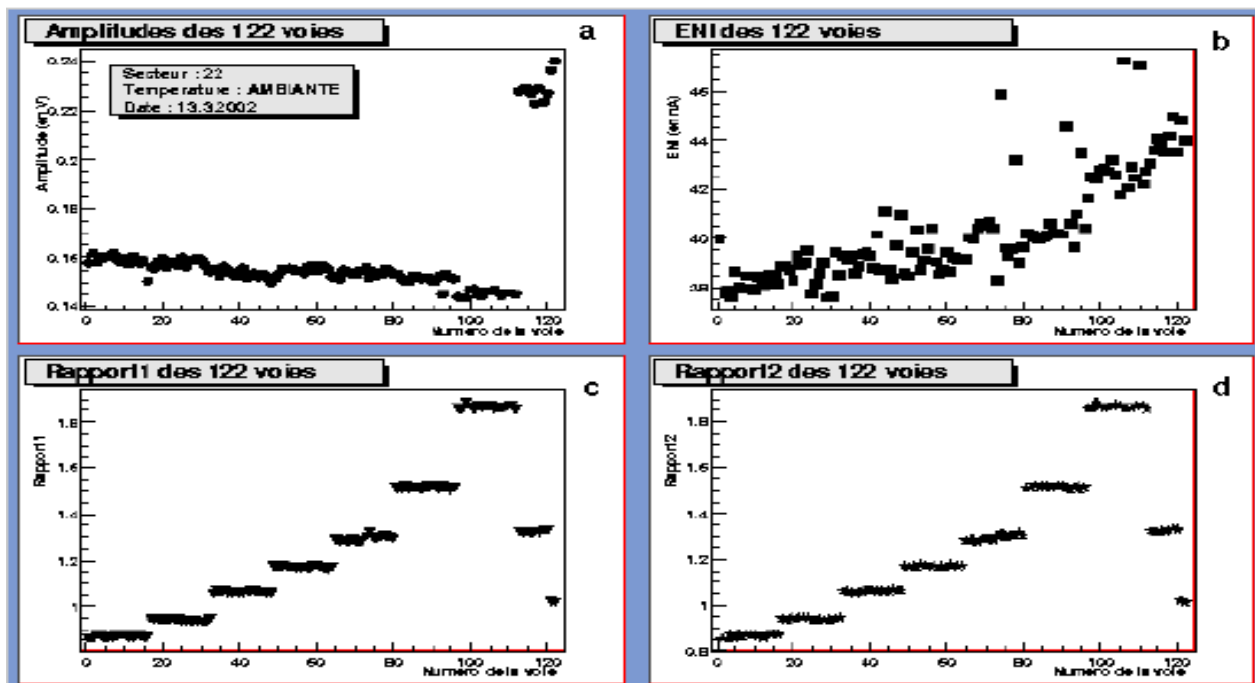 Amplitudes des 122 voies
a
Secteur : 22
Temperature : AMBIANTE
Date : 13.32002
Amplitude (en V)
0.24
0.22
0.2
0.18
0.16
0.14
0 20 40 60 80 100 120
Numero de la voie
ENI des 122 voies
b
ENI (en nA)
46
44
42
40
38
0 20 40 60 80 100 120
Numero de la voie
Rapport1 des 122 voies
c
Rapport1
1.8
1.6
1.4
1.2
1
0 20 40 60 80 100 120
Numero de la voie
Rapport2 des 122 voies
d
Rapport2
1.8
1.6
1.4
1.2
1
0.8
0 20 40 60 80 100 120
Numero de la voie